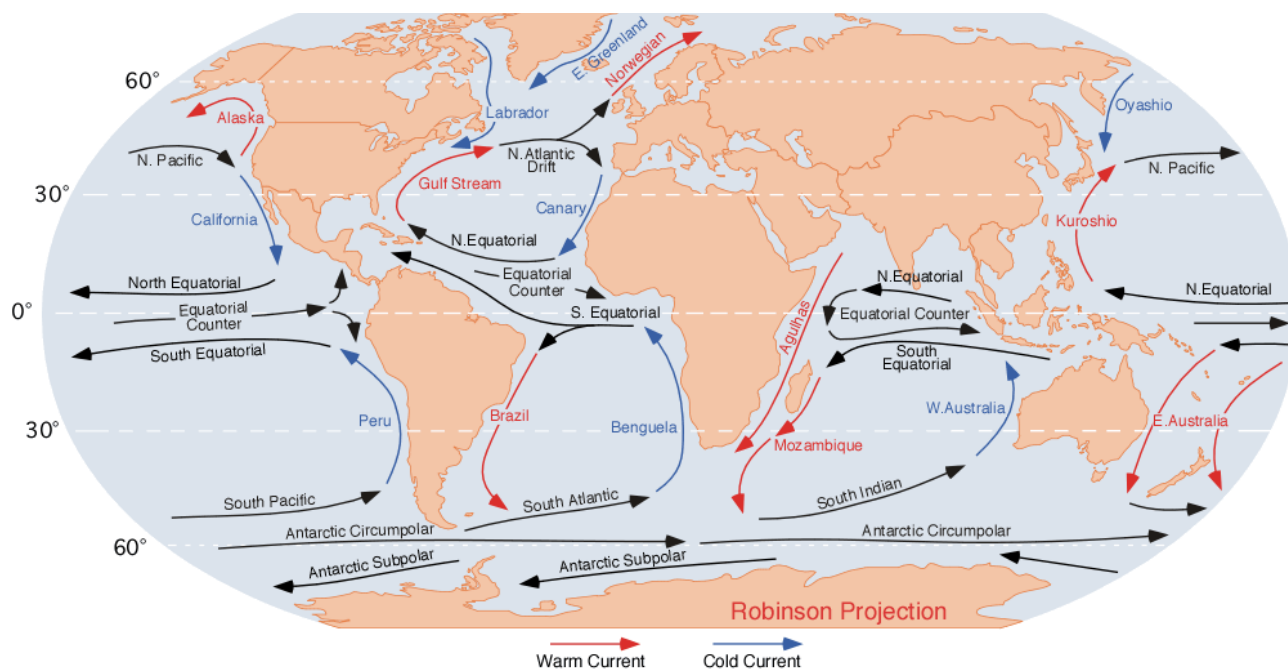 60°
E. Greenland
Norwegian
Labrador
Oyashio
Alaska
N. Pacific
N. Atlantic
Drift
N. Pacific
30°
Gulf Stream
California
Canary
Kuroshio
N.Equatorial
North Equatorial
Equatorial
Counter
N.Equatorial
N.Equatorial
0°
Equatorial
Counter
S. Equatorial
Equatorial Counter
Agulhas
South Equatorial
South
Equatorial
Peru
Brazil
Benguela
W.Australia
30°
Mozambique
E.Australia
South Pacific
South Atlantic
South Indian
Antarctic Circumpolar
Antarctic Circumpolar
60°
Antarctic Subpolar
Antarctic Subpolar
Robinson Projection
Warm Current
Cold Current